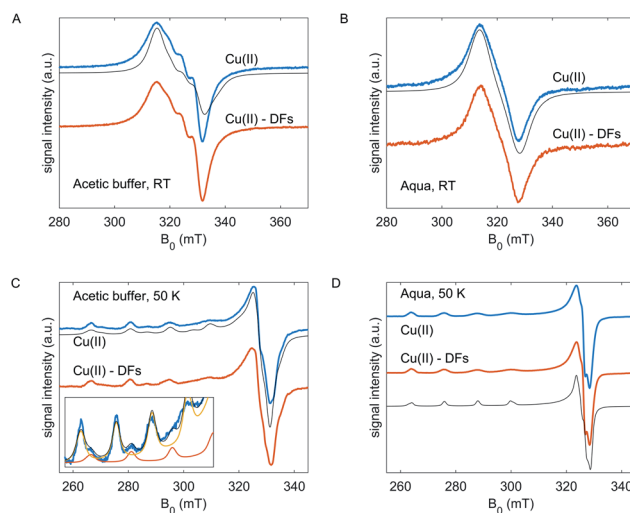 A
signal intensity (a.u.)
Cu(II)
Cu(II) - DFs
Acetic buffer, RT
280 300 320 340 360
B0 (mT)
B
signal intensity (a.u.)
Cu(II)
Cu(II) - DFs
Aqua, RT
280 300 320 340 360
B0 (mT)
C
signal intensity (a.u.)
Acetic buffer, 50 K
Cu(II)
Cu(II) - DFs
260 280 300 320 340
B0 (mT)
D
signal intensity (a.u.)
Aqua, 50 K
Cu(II)
Cu(II) - DFs
260 280 300 320 340
B0 (mT)